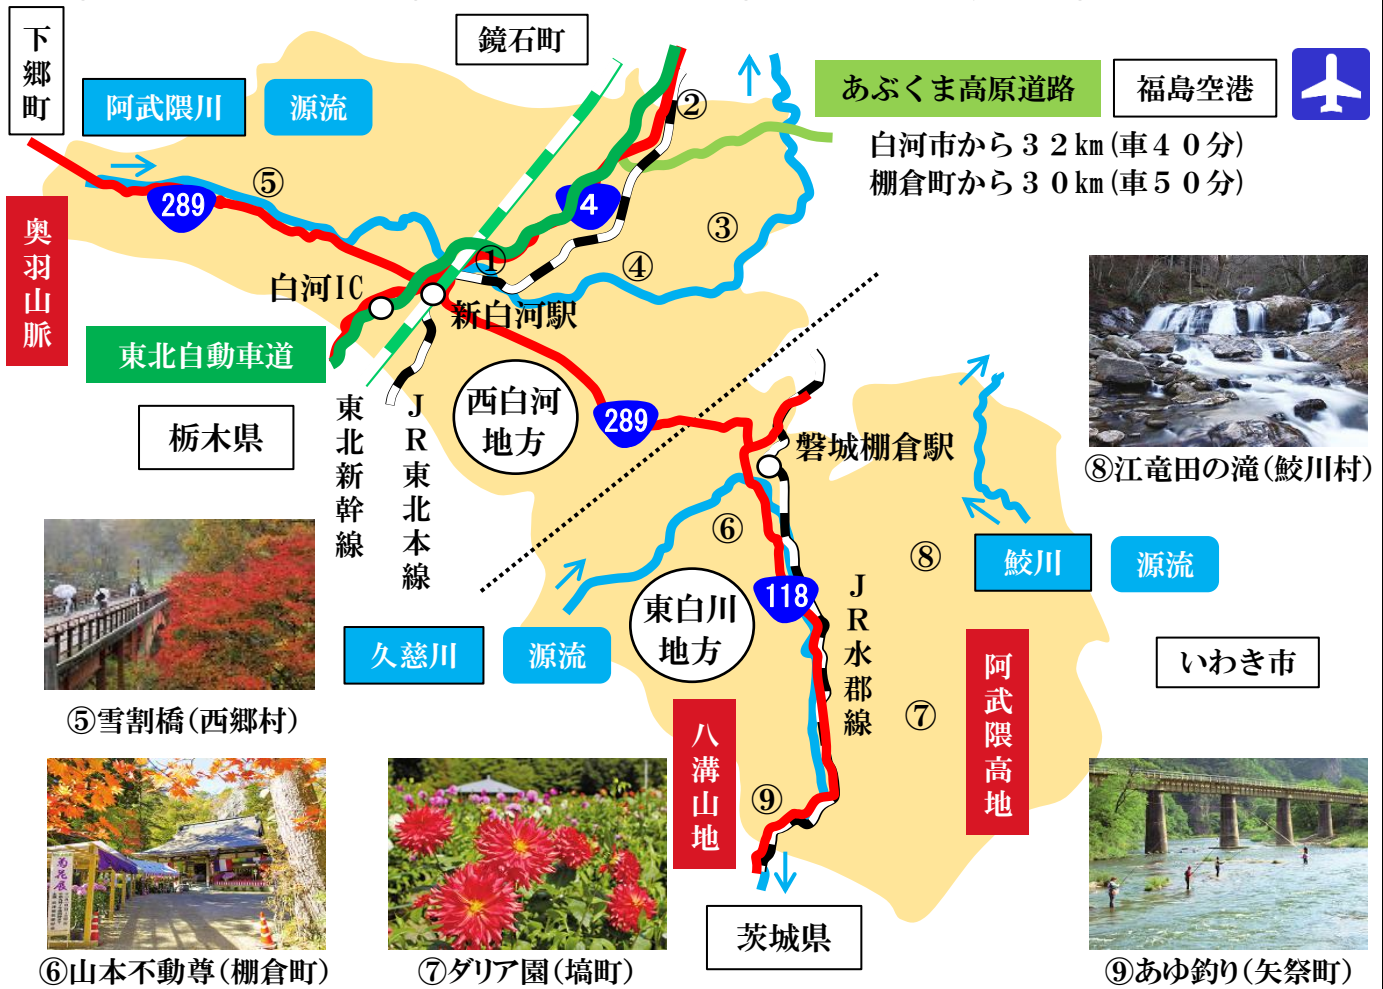 下郷町
鏡石町
阿武隈川
源流
あぶくま高原道路
福島空港
白河市から３２㎞(車４０分)
棚倉町から３０㎞(車５０分)
②
⑤
289
4
③
奥羽山脈
①
④
白河IC
新白河駅
東北自動車道
栃木県
東北新幹線
ＪＲ東北本線
西白河
地方
289
磐城棚倉駅
⑧江竜田の滝(鮫川村)
⑥
⑧
鮫川
源流
118
東白川
地方
ＪＲ水郡線
久慈川
源流
いわき市
阿武隈高地
⑤雪割橋(西郷村)
八溝山地
⑦
⑨
菊花展
⑥山本不動尊(棚倉町)
⑦ダリア園(塙町)
茨城県
⑨あゆ釣り(矢祭町)